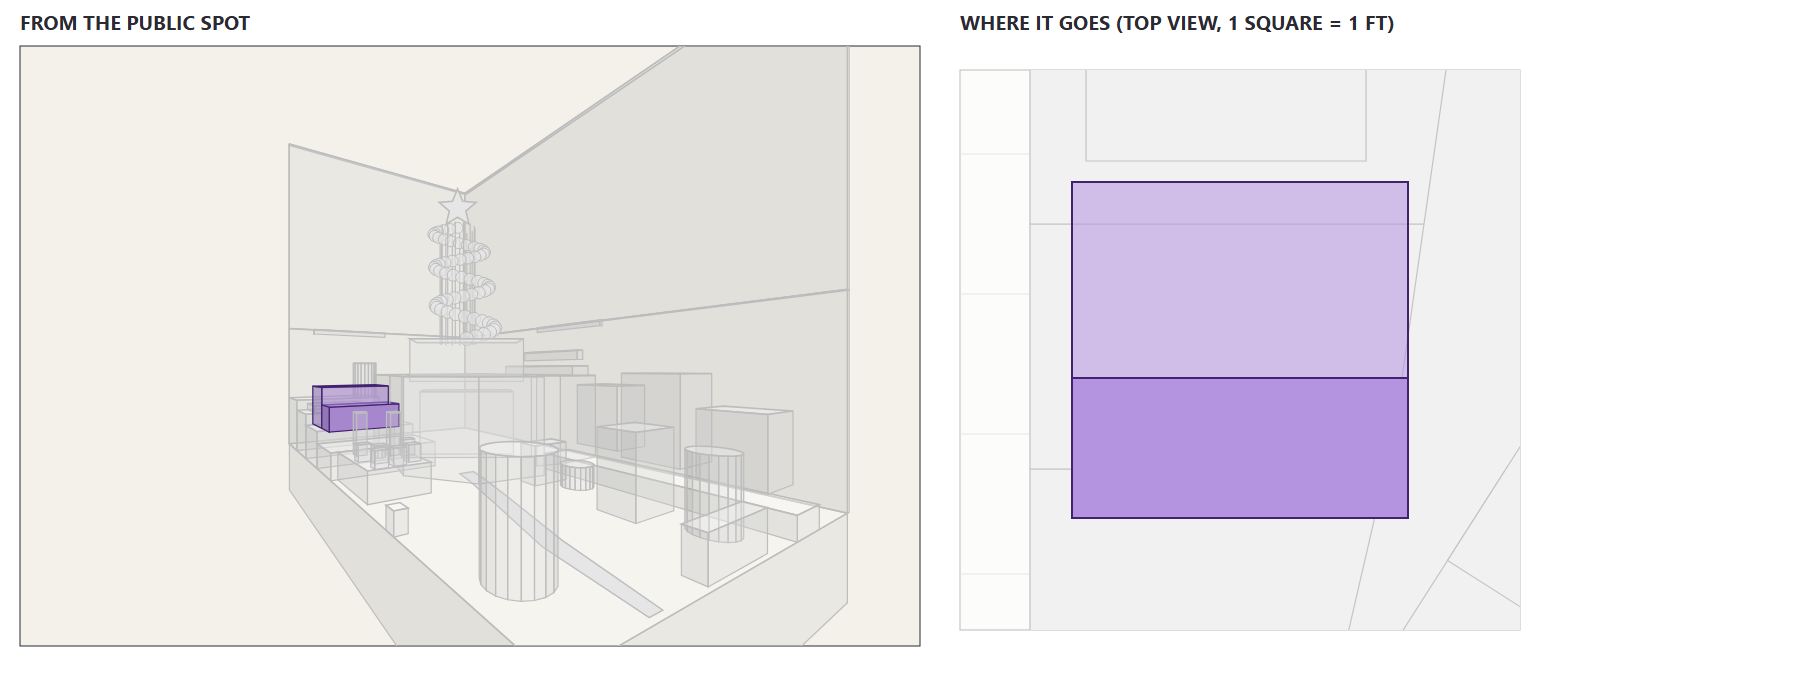 FROM THE PUBLIC SPOT
WHERE IT GOES (TOP VIEW, 1 SQUARE = 1 FT)